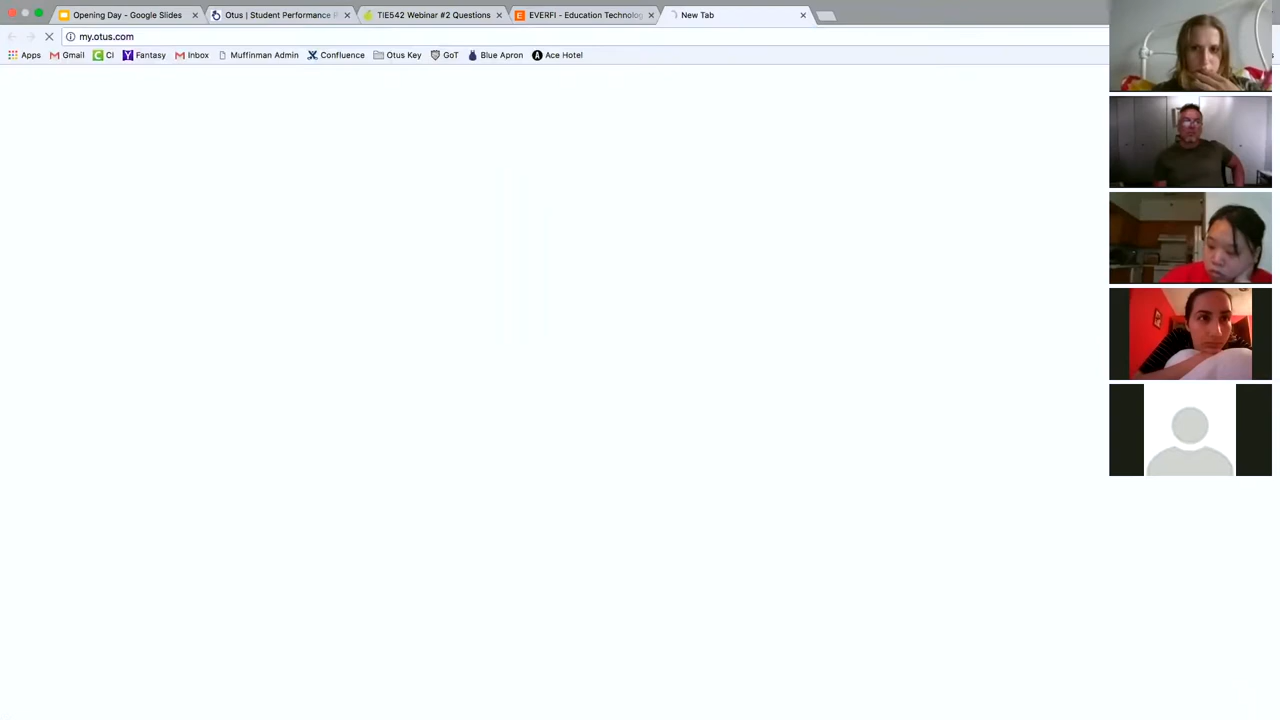 Opening Day - Google Slides
Otus | Student Performance
TIE542 Webinar #2 Questions
EVERFI - Education Technolog
New Tab
my.otus.com
Apps Gmail CI Fantasy Inbox Muffinman Admin Confluence Otus Key GoT Blue Apron Ace Hotel